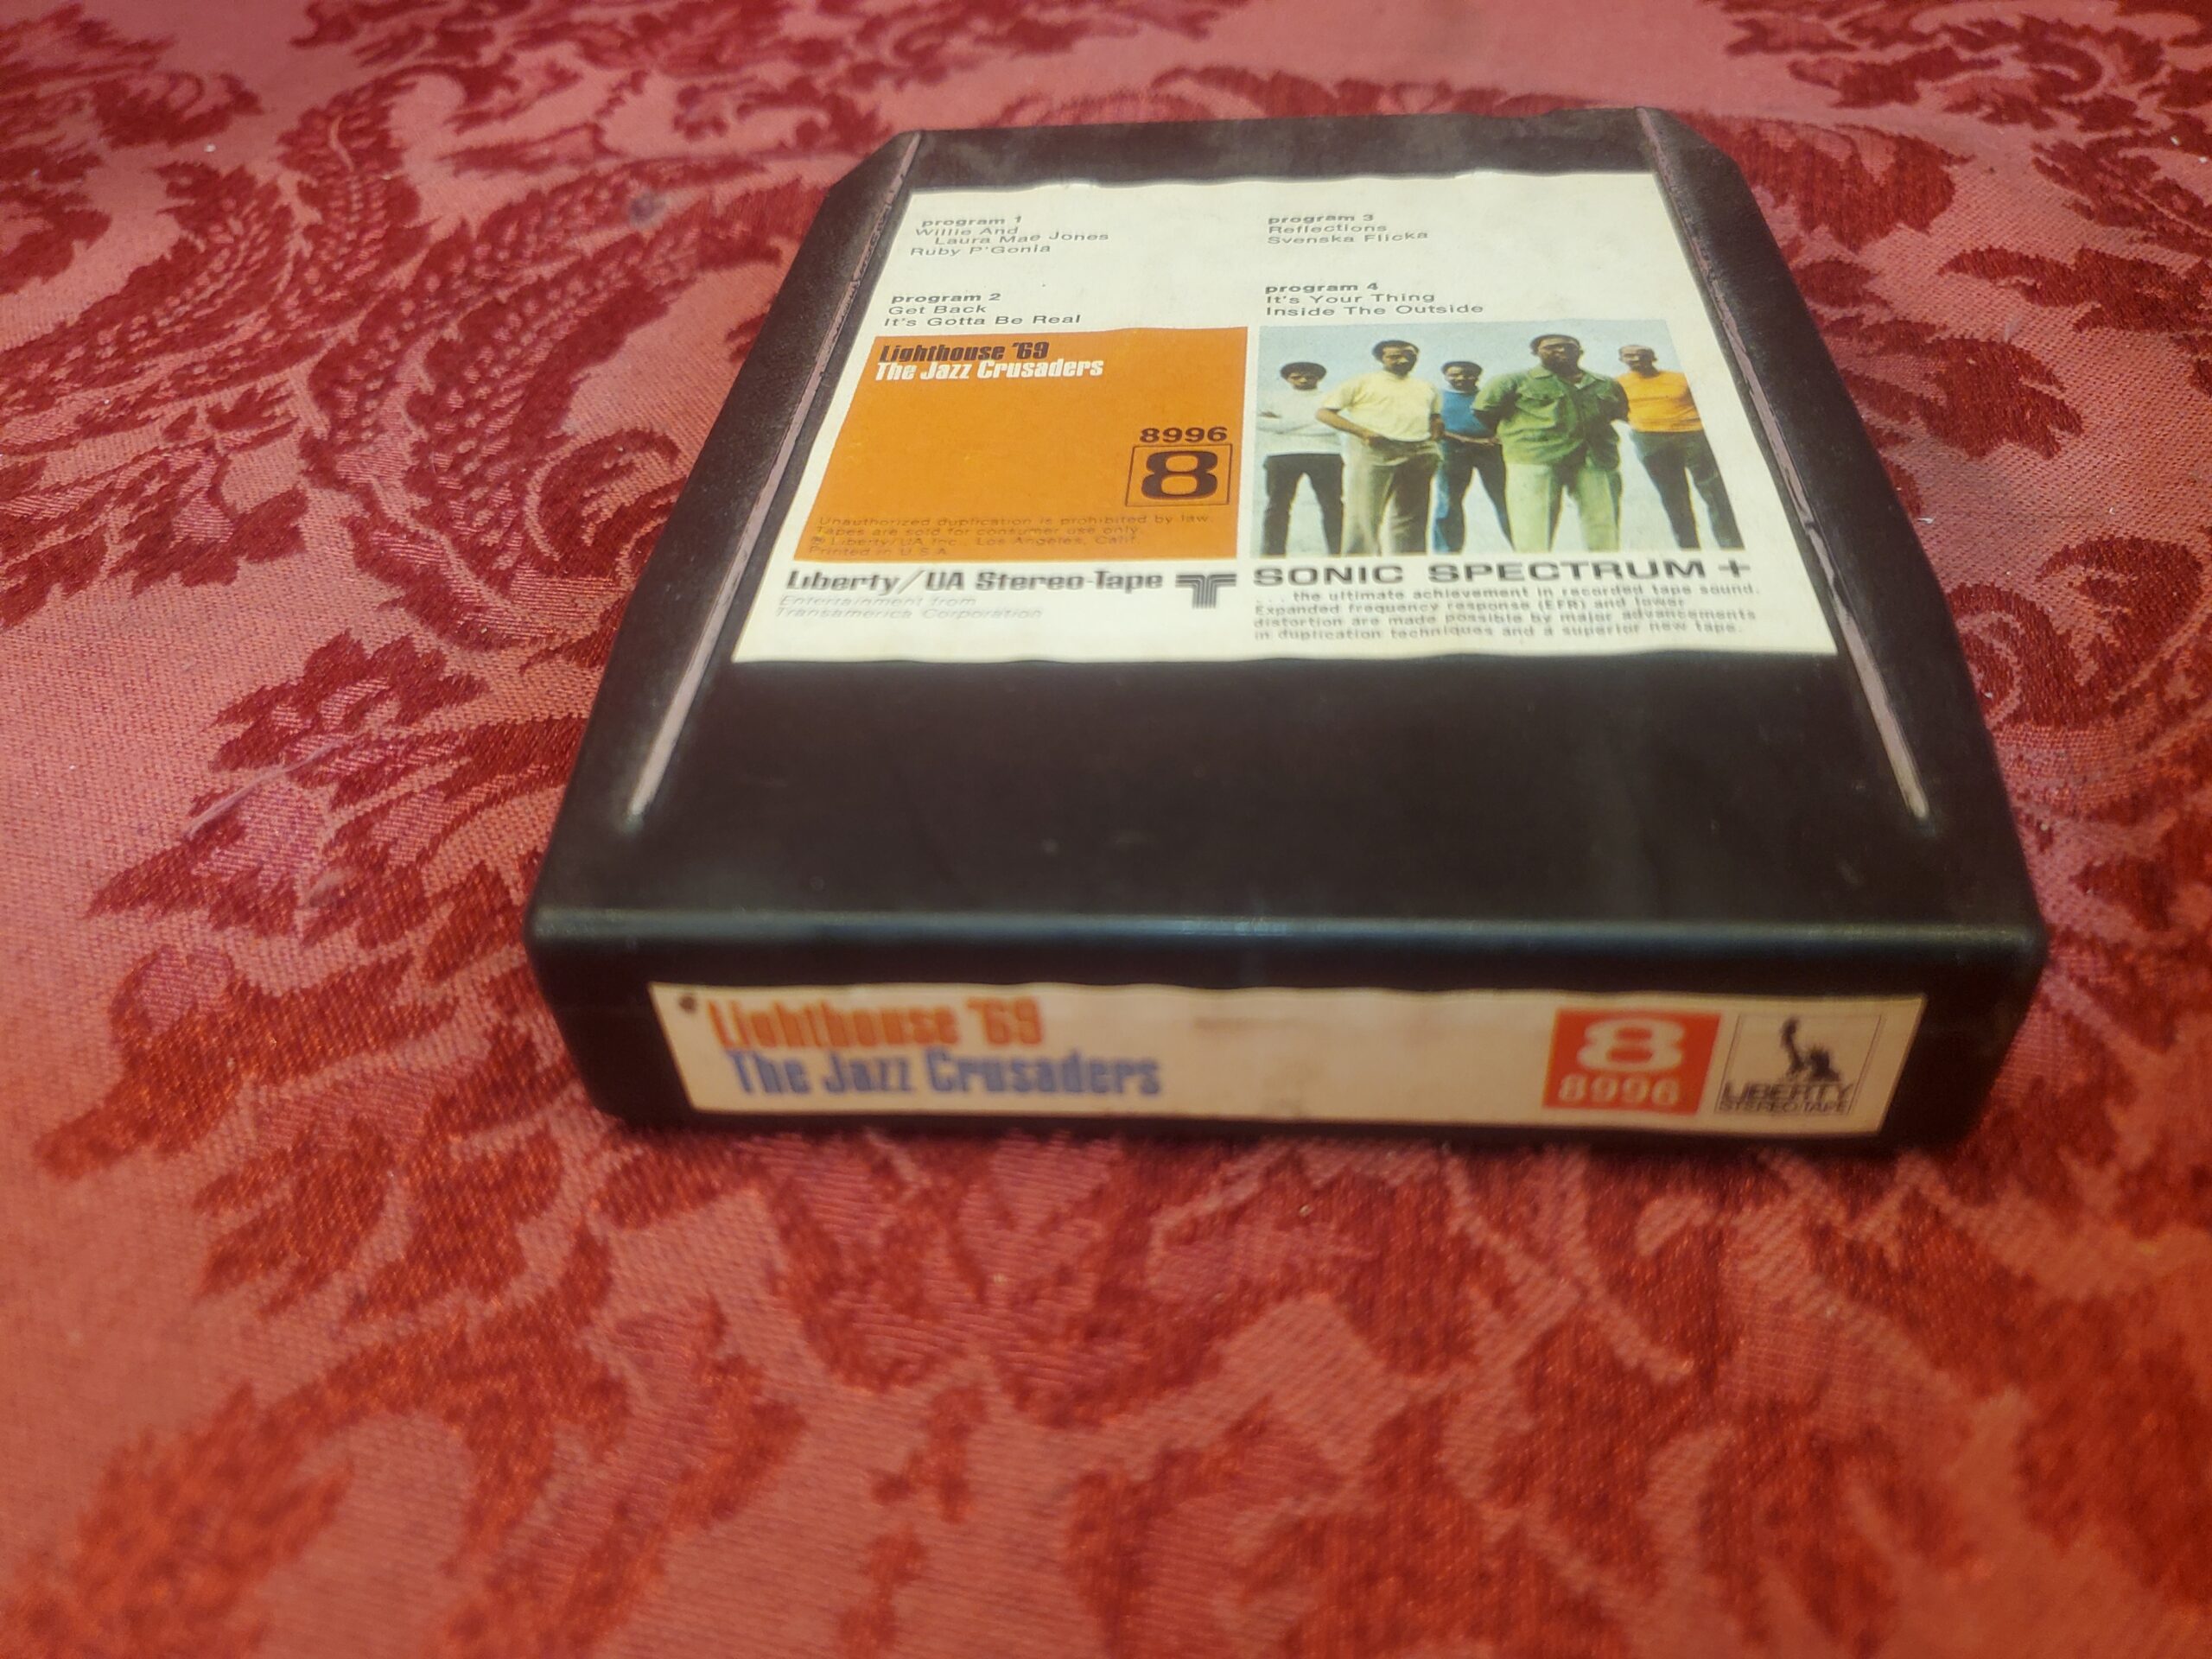 program 1
Willie And
Laura Mae Jones
Ruby P'Gonia
program 2
Get Back
It's Gotta Be Real
program 3
Reflections
Svenska Flicka
program 4
It's Your Thing
Inside The Outside
Lighthouse '69
The Jazz Crusaders
8996
8
Unauthorized duplication is prohibited by law.
Tapes are sold for consumer use only.
℗ Liberty/UA, Inc., Los Angeles, Calif.
Printed in U.S.A.
Liberty/UA Stereo-Tape
Entertainment from
Transamerica Corporation
SONIC SPECTRUM+
. . . the ultimate achievement in recorded tape sound.
Expanded frequency response (EFR) and lower
distortion are made possible by major advancements
in duplication techniques and a superior new tape.
Lighthouse '69
The Jazz Crusaders
8
8996
LIBERTY
STEREO-TAPE